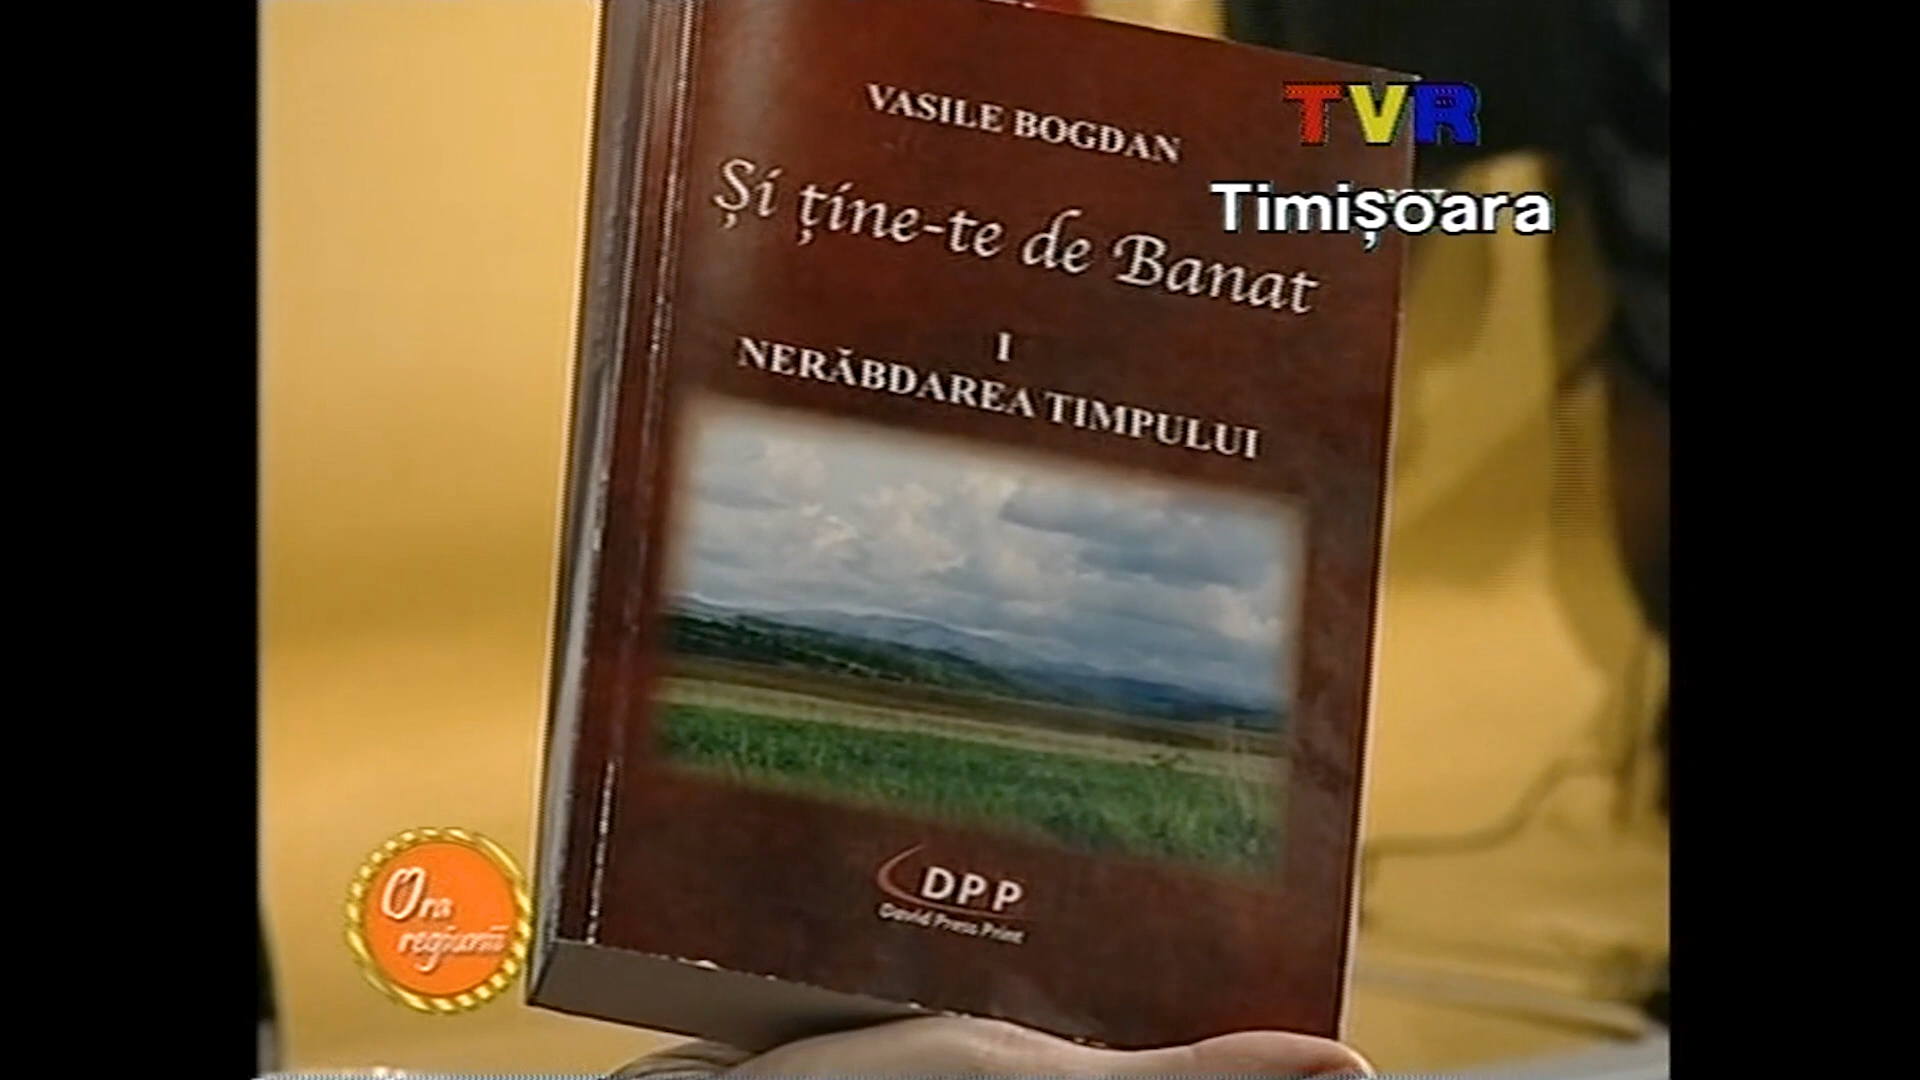 VASILE BOGDAN
Și ține-te de Banat
I
NERĂBDAREA TIMPULUI
DPP
David Press Print
TVR
Timișoara
Ora
regiunii